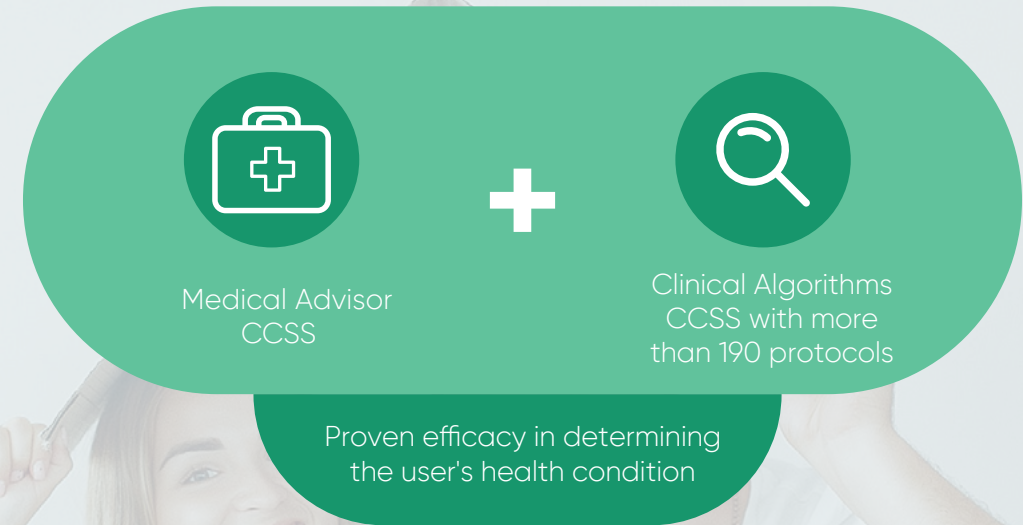 Medical Advisor
CCSS
Clinical Algorithms
CCSS with more
than 190 protocols
Proven efficacy in determining
the user's health condition